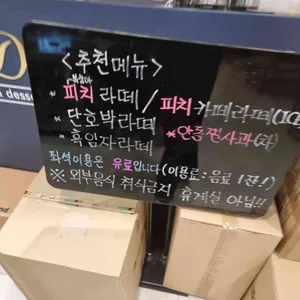 <추천메뉴>
복숭아
* 피치 라떼 / 피치 카페라떼 (ICE
* 단호박라떼
* 흑임자라떼 * 안동찐사과(차)
좌석이용은 유료입니다 (이용료: 음료 1잔!)
※ 외부음식 취식금지 휴게실 아님!!